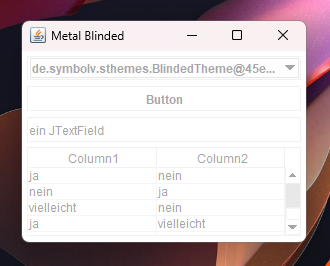 Metal Blinded
de.symbolv.sthemes.BlindedTheme@45e...
Button
ein JTextField
Column1 Column2
ja nein
nein ja
vielleicht nein
ja vielleicht